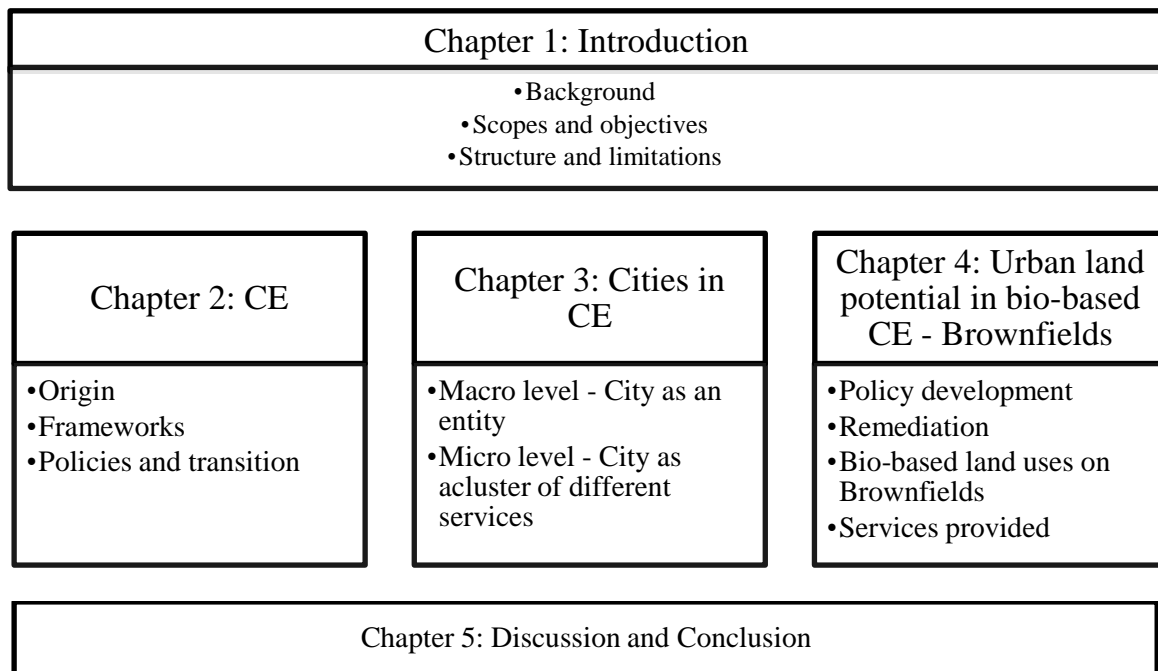 Chapter 1: Introduction
•Background
•Scopes and objectives
•Structure and limitations
Chapter 2: CE
•Origin
•Frameworks
•Policies and transition
Chapter 3: Cities in
CE
•Macro level - City as an
entity
•Micro level - City as
acluster of different
services
Chapter 4: Urban land
potential in bio-based
CE - Brownfields
•Policy development
•Remediation
•Bio-based land uses on
Brownfields
•Services provided
Chapter 5: Discussion and Conclusion